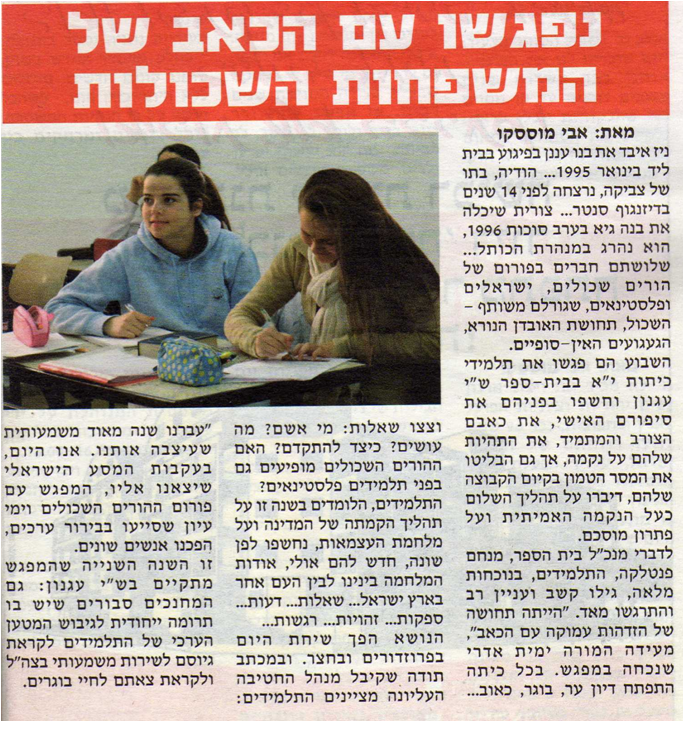 נפגשו עם הכאב של
המשפחות השכולות
מאת: אבי מוססקו
ניז איבד את בנו עננן בפיגוע בבית
ליד בינואר 1995... הודיה, בתו
של צביקה, נרצחה לפני 14 שנים
בדיזנגוף סנטר... צורית שיכלה
את בנה גיא בערב סוכות 1996,
הוא נהרג במנהרת הכותל...
שלושתם חברים בפורום של
הורים שכולים, ישראלים
ופלסטינאים, שגורלם משותף -
השכול, תחושת האובדן הנורא,
הגעגועים האין-סופיים.
השבוע הם פגשו את תלמידי
כיתות י"א בבית-ספר ש"י
עגנון וחשפו בפניהם את
סיפורם האישי, את כאבם
הצורב והמתמיד, את התהיות
שלהם על נקמה, אך גם הבליטו
את המסר הטמון בקיום הקבוצה
שלהם, דיברו על תהליך השלום
כעל הנקמה האמיתית ועל
פתרון מוסכם.
לדברי מנכ"ל בית הספר, מנחם
פנטלקה, התלמידים, בנוכחות
מלאה, גילו קשב ועניין רב
והתרגשו מאד. "הייתה תחושה
של הזדהות עמוקה עם הכאב",
מעידה המורה ימית אדרי
שנכחה במפגש. בכל כיתה
התפתח דיון ער, בוגר, כאוב...
וצצו שאלות: מי אשם? מה
עושים? כיצד להתקדם? האם
ההורים השכולים מופיעים גם
בפני תלמידים פלסטינאים?
התלמידים, הלומדים בשנה זו על
תהליך הקמתה של המדינה ועל
מלחמת העצמאות, נחשפו לפן
שונה, חדש להם אולי, אודות
המלחמה בינינו לבין העם אחר
בארץ ישראל... שאלות... דעות...
ספקות... זהויות... רגשות...
הנושא הפך שיחת היום
בפרוזדורים ובחצר. ובמכתב
תודה שקיבל מנהל החטיבה
העליונה מציינים התלמידים:
"עברנו שנה מאוד משמעותית
שעיצבה אותנו. אנו היום,
בעקבות המסע הישראלי
שיצאנו אליו, המפגש עם
פורום ההורים השכולים וימי
עיון שסייעו בבירור ערכים,
הפכנו אנשים שונים.
זו השנה השנייה שהמפגש
מתקיים בש"י עגנון: גם
המחנכים סבורים שיש בו
תרומה ייחודית לגיבוש המטען
הערכי של התלמידים לקראת
גיוסם לשירות משמעותי בצה"ל
ולקראת צאתם לחיי בוגרים.